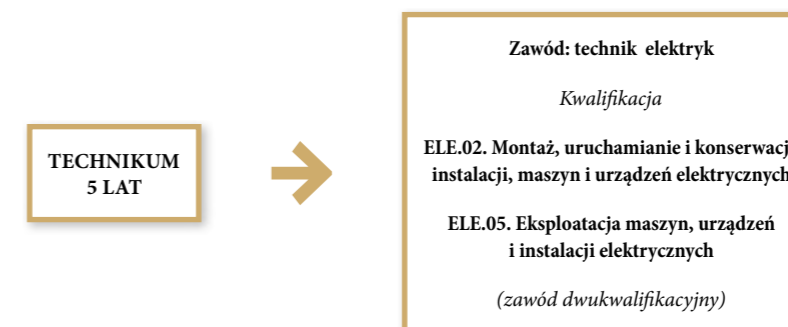 TECHNIKUM
5 LAT
Zawód: technik elektryk
Kwalifikacja
ELE.02. Montaż, uruchamianie i konserwacj
instalacji, maszyn i urządzeń elektrycznych
ELE.05. Eksploatacja maszyn, urządzeń
i instalacji elektrycznych
(zawód dwukwalifikacyjny)